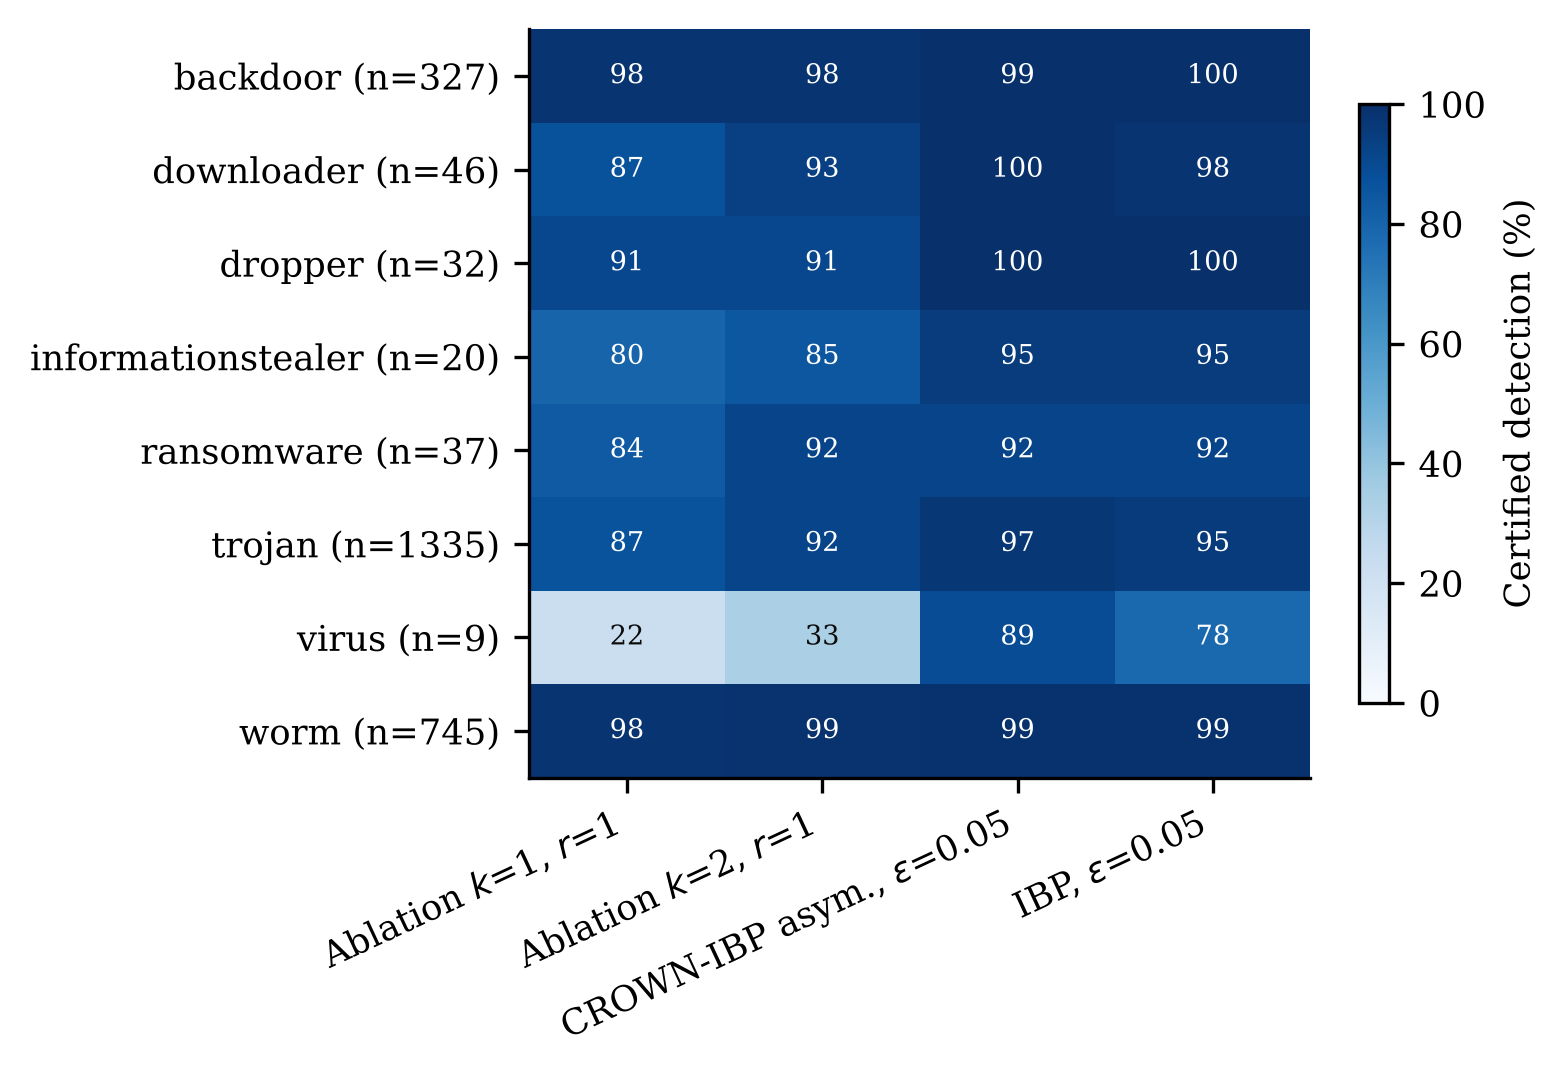 backdoor (n=327) 98 98 99 100
downloader (n=46) 87 93 100 98
dropper (n=32) 91 91 100 100
informationstealer (n=20) 80 85 95 95
ransomware (n=37) 84 92 92 92
trojan (n=1335) 87 92 97 95
virus (n=9) 22 33 89 78
worm (n=745) 98 99 99 99
Ablation k=1, r=1
Ablation k=2, r=1
CROWN-IBP asym., ε=0.05
IBP, ε=0.05
100
80
60
40
20
0
Certified detection (%)